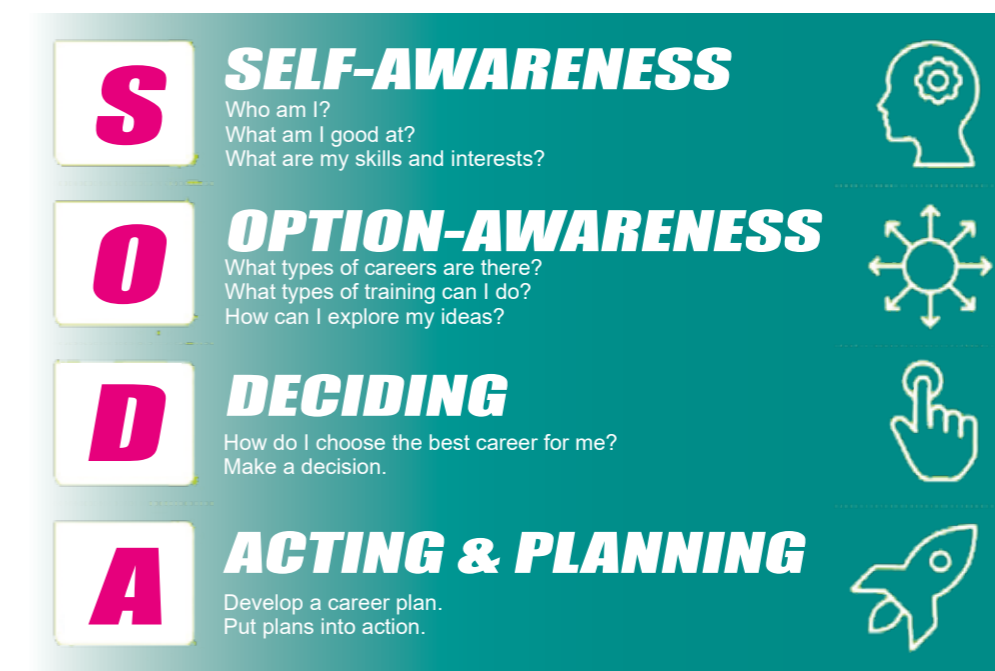 S
SELF-AWARENESS
Who am I?
What am I good at?
What are my skills and interests?
O
OPTION-AWARENESS
What types of careers are there?
What types of training can I do?
How can I explore my ideas?
D
DECIDING
How do I choose the best career for me?
Make a decision.
A
ACTING & PLANNING
Develop a career plan.
Put plans into action.